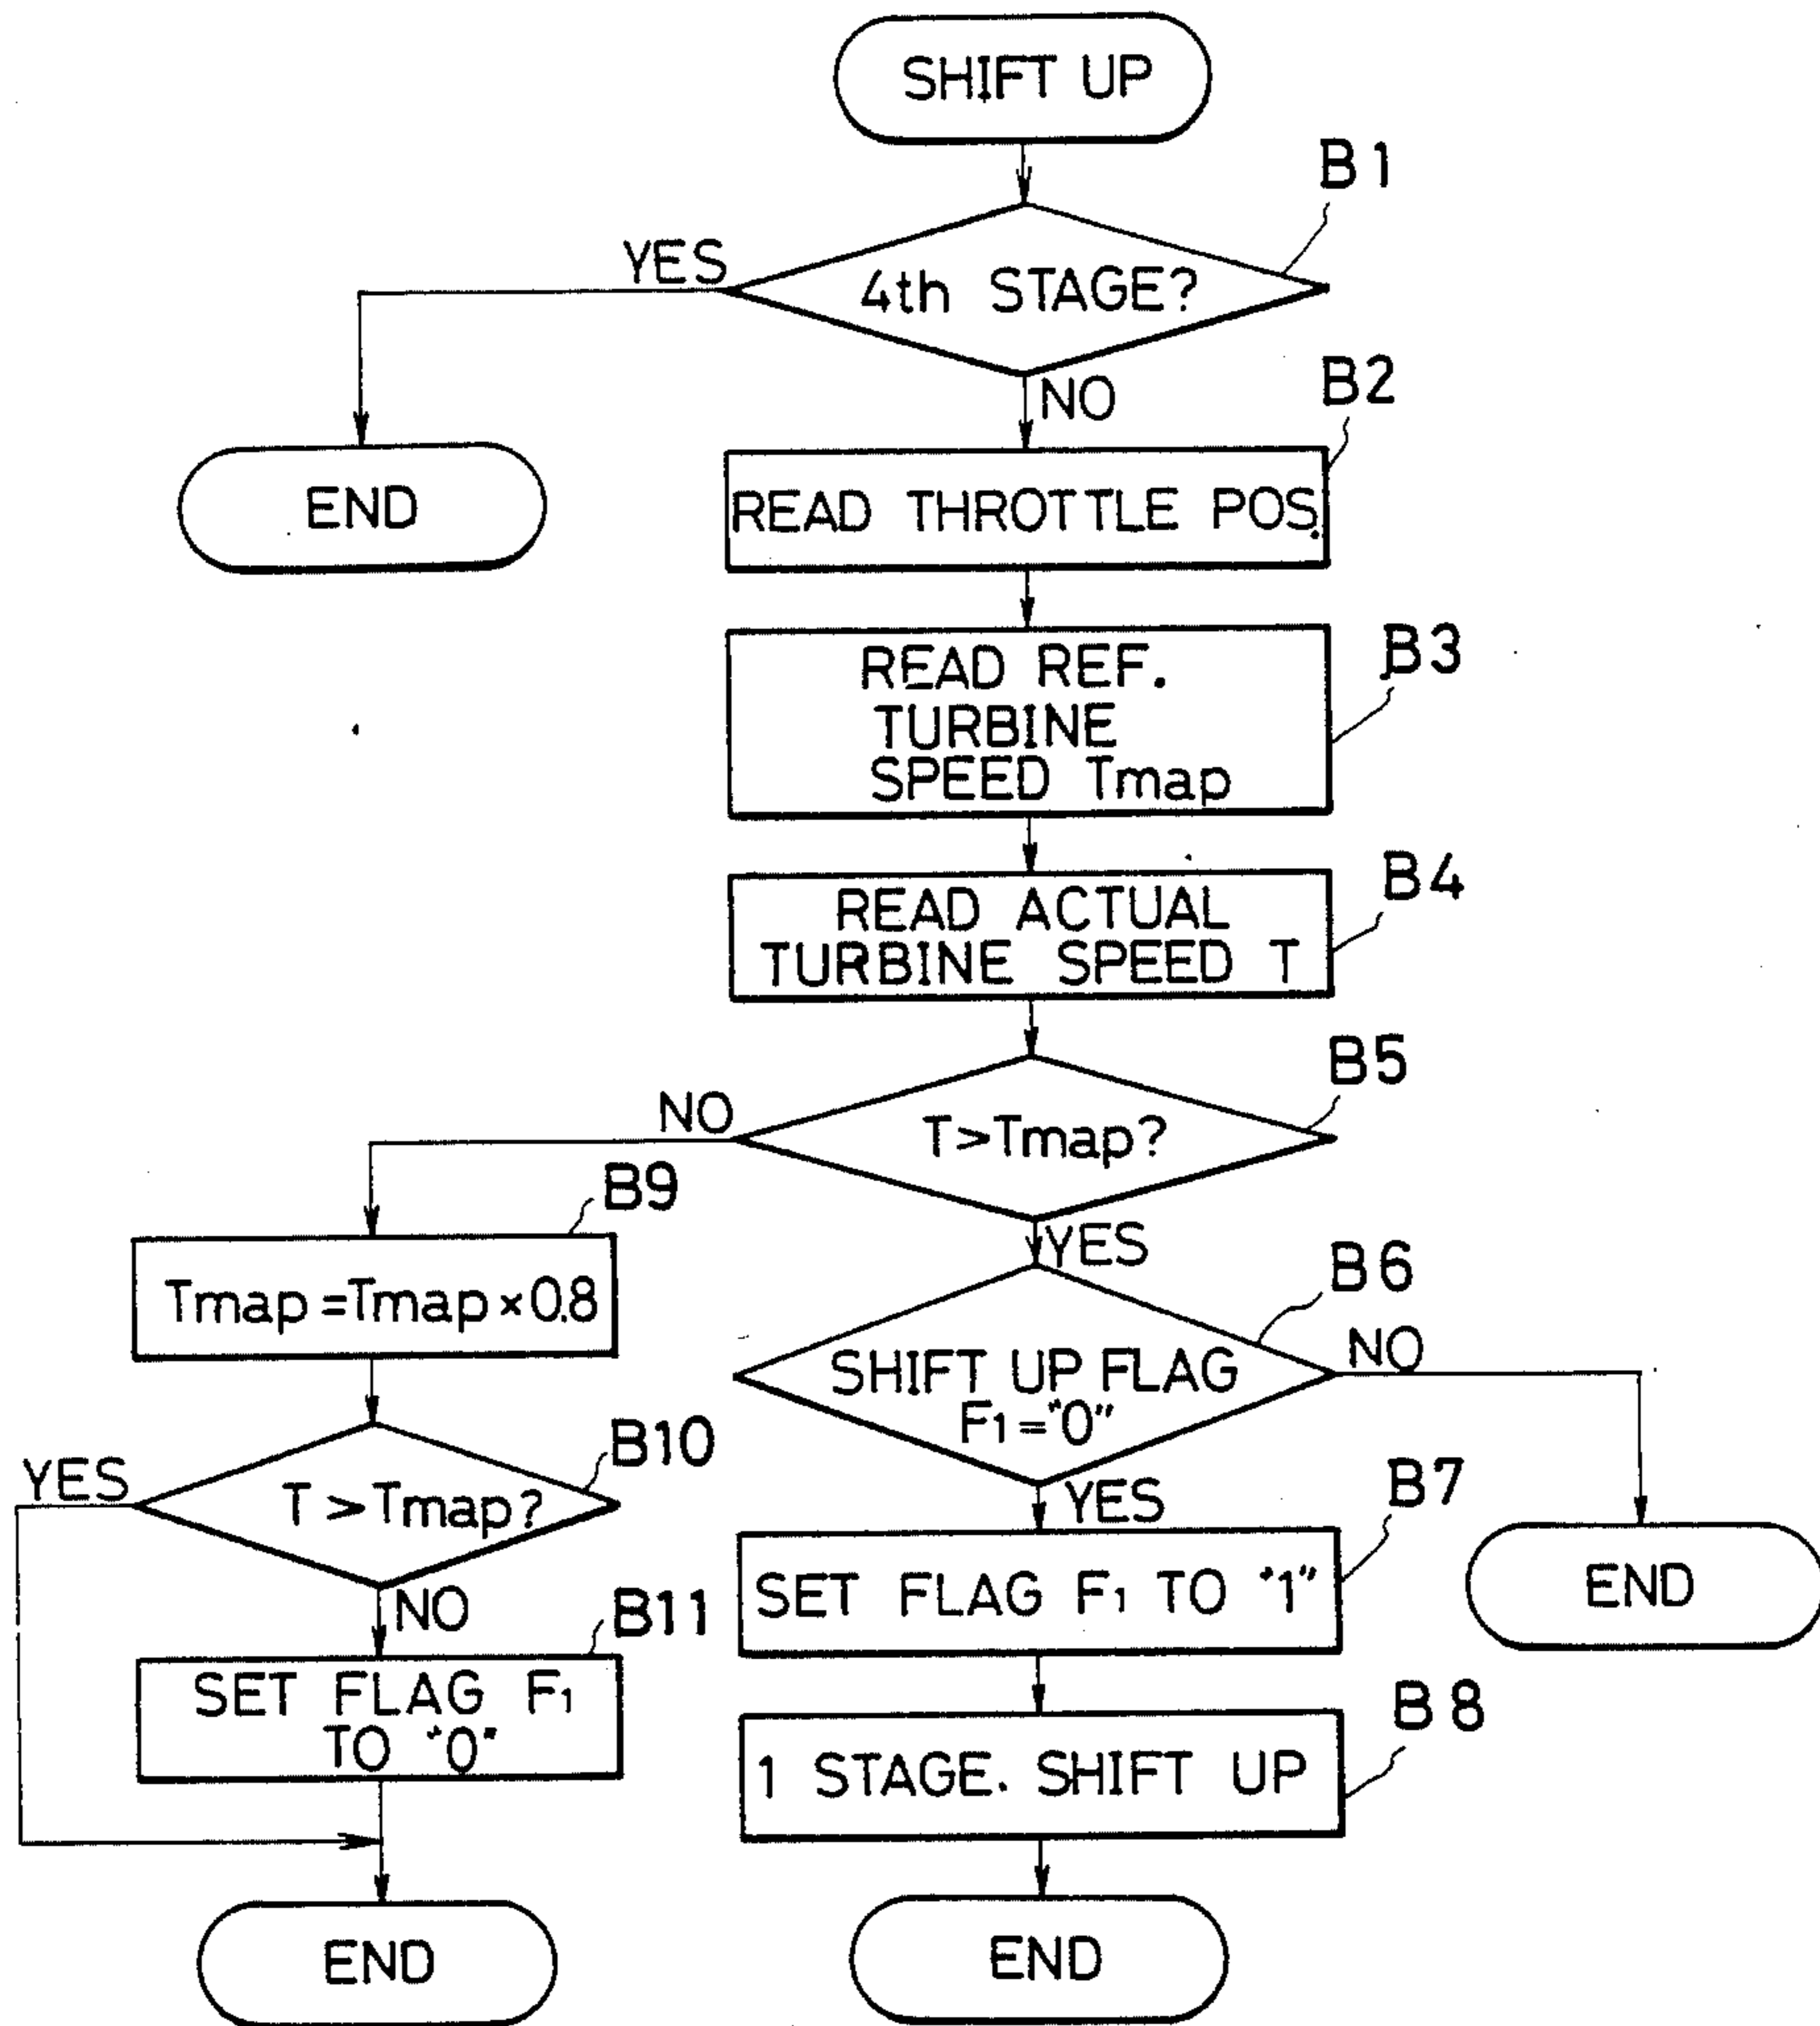 SHIFT UP
B1
YES
4th STAGE?
NO
B2
END
READ THROTTLE POS.
READ REF.
TURBINE
SPEED Tmap
B3
READ ACTUAL
TURBINE SPEED T
B4
B5
NO
T>Tmap?
B9
YES
B6
Tmap=Tmap×0.8
SHIFT UP FLAG
F1="0"
NO
B10
YES
T>Tmap?
YES
B7
NO
SET FLAG F1 TO "1"
END
B11
SET FLAG F1
TO "0"
B8
1 STAGE. SHIFT UP
END
END